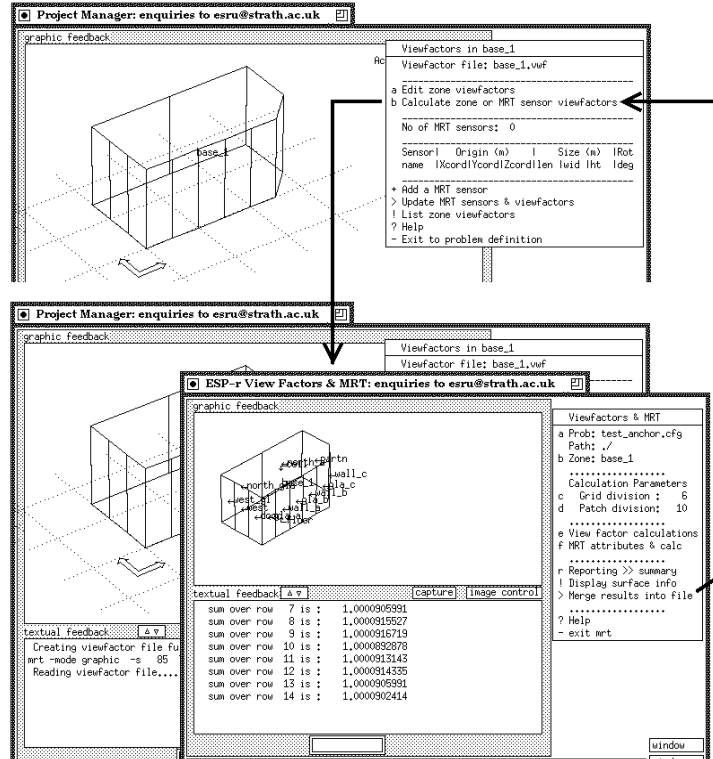 Project Manager: enquiries to esru@strath.ac.uk
graphic feedback
Ac
base_1
Viewfactors in base_1
Viewfactor file: base_1.vwf
a Edit zone viewfactors
b Calculate zone or MRT sensor viewfactors
No of MRT sensors: 0
Sensor| Origin (m) | Size (m) |Rot
name |Xcord|Ycord|Zcord|len |wid |ht |deg
+ Add a MRT sensor
> Update MRT sensors & viewfactors
! List zone viewfactors
? Help
- Exit to problem definition
Project Manager: enquiries to esru@strath.ac.uk
graphic feedback
Viewfactors in base_1
Viewfactor file: base_1.vwf
ESP-r View Factors & MRT: enquiries to esru@strath.ac.uk
graphic feedback
partn
wall_c
north_
base_1
gla_c
wall_b
gla_b
west
wall_a
Viewfactors & MRT
a Prob: test_anchor.cfg
Path: ./
b Zone: base_1
..................
Calculation Parameters
c Grid division : 6
d Patch division: 10
..................
e View factor calculations
f MRT attributes & calc
..................
r Reporting >> summary
! Display surface info
> Merge results into file
..................
? Help
- exit mrt
textual feedback
capture
image control
sum over row 7 is : 1.0000905991
sum over row 8 is : 1.0000915527
sum over row 9 is : 1.0000916719
sum over row 10 is : 1.0000892878
sum over row 11 is : 1.0000913143
sum over row 12 is : 1.0000914335
sum over row 13 is : 1.0000905991
sum over row 14 is : 1.0000902414
textual feedback
Creating viewfactor file fu
mrt -mode graphic -s 85
Reading viewfactor file....
window